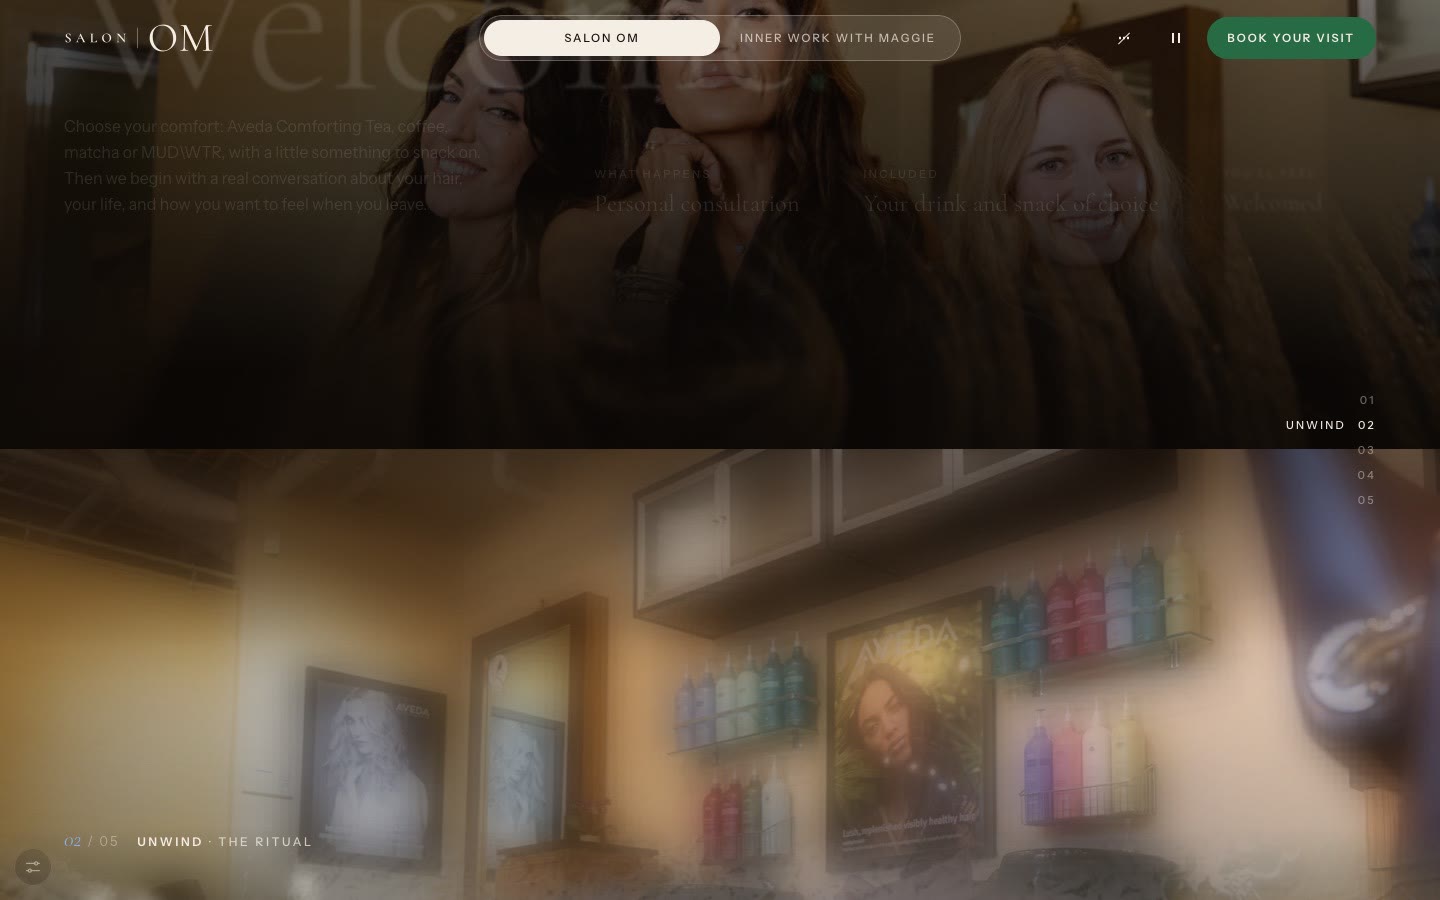 Welcome
SALON | OM
SALON OM
INNER WORK WITH MAGGIE
BOOK YOUR VISIT
Choose your comfort: Aveda Comforting Tea, coffee,
matcha or MUD\WTR, with a little something to snack on.
Then we begin with a real conversation about your hair,
your life, and how you want to feel when you leave.
WHAT HAPPENS
Personal consultation
INCLUDED
Your drink and snack of choice
Welcomed
01
UNWIND 02
03
04
05
AVEDA
AVEDA
02 / 05 UNWIND · THE RITUAL